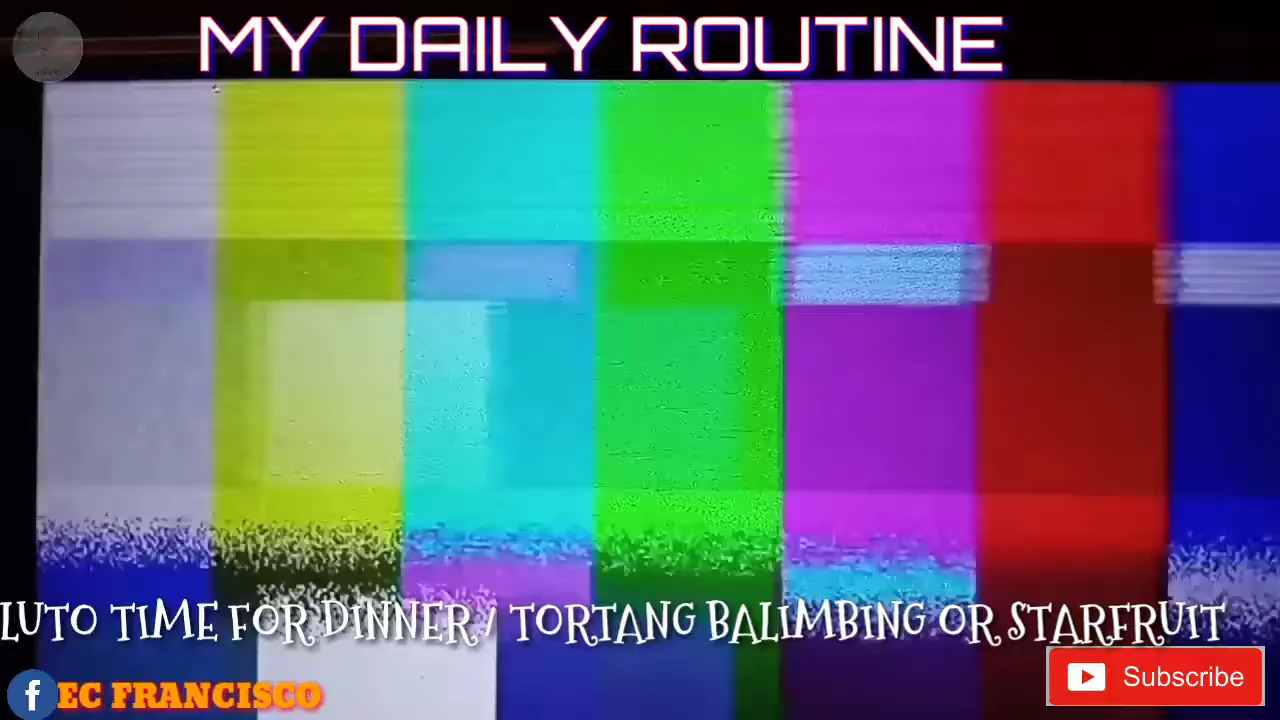 MY DAILY ROUTINE
LUTO TIME FOR DINNER/ TORTANG BALIMBING OR STARFRUIT
f EC FRANCISCO
Subscribe